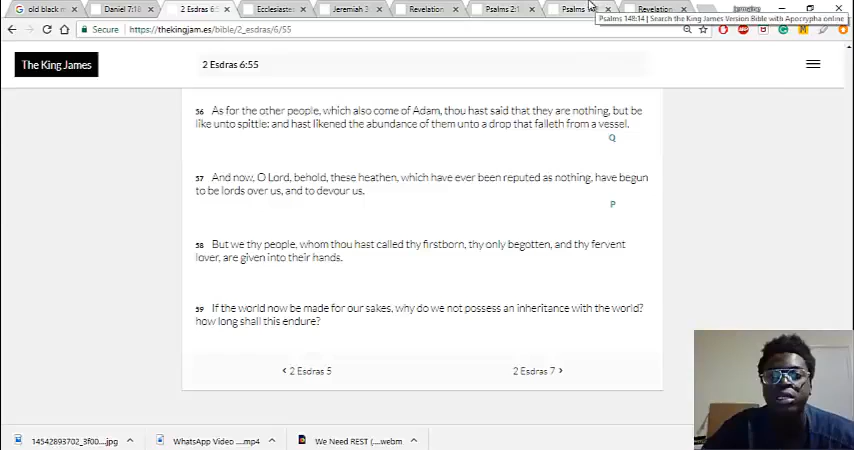 old black m
Daniel 7:18
2 Esdras 6:5
Ecclesiaste
Jeremiah 3
Revelation
Psalms 2:1
Psalms
Revelation
jermaine
Psalms 148:14 | Search the King James Version Bible with Apocrypha online
Secure https://thekingjam.es/bible/2_esdras/6/55
The King James
2 Esdras 6:55
56 As for the other people, which also come of Adam, thou hast said that they are nothing, but be
like unto spittle: and hast likened the abundance of them unto a drop that falleth from a vessel.
Q
57 And now, O Lord, behold, these heathen, which have ever been reputed as nothing, have begun
to be lords over us, and to devour us.
P
58 But we thy people, whom thou hast called thy firstborn, thy only begotten, and thy fervent
lover, are given into their hands.
59 If the world now be made for our sakes, why do we not possess an inheritance with the world?
how long shall this endure?
< 2 Esdras 5
2 Esdras 7 >
14542893702_3f00....jpg
WhatsApp Video ....mp4
We Need REST (....webm